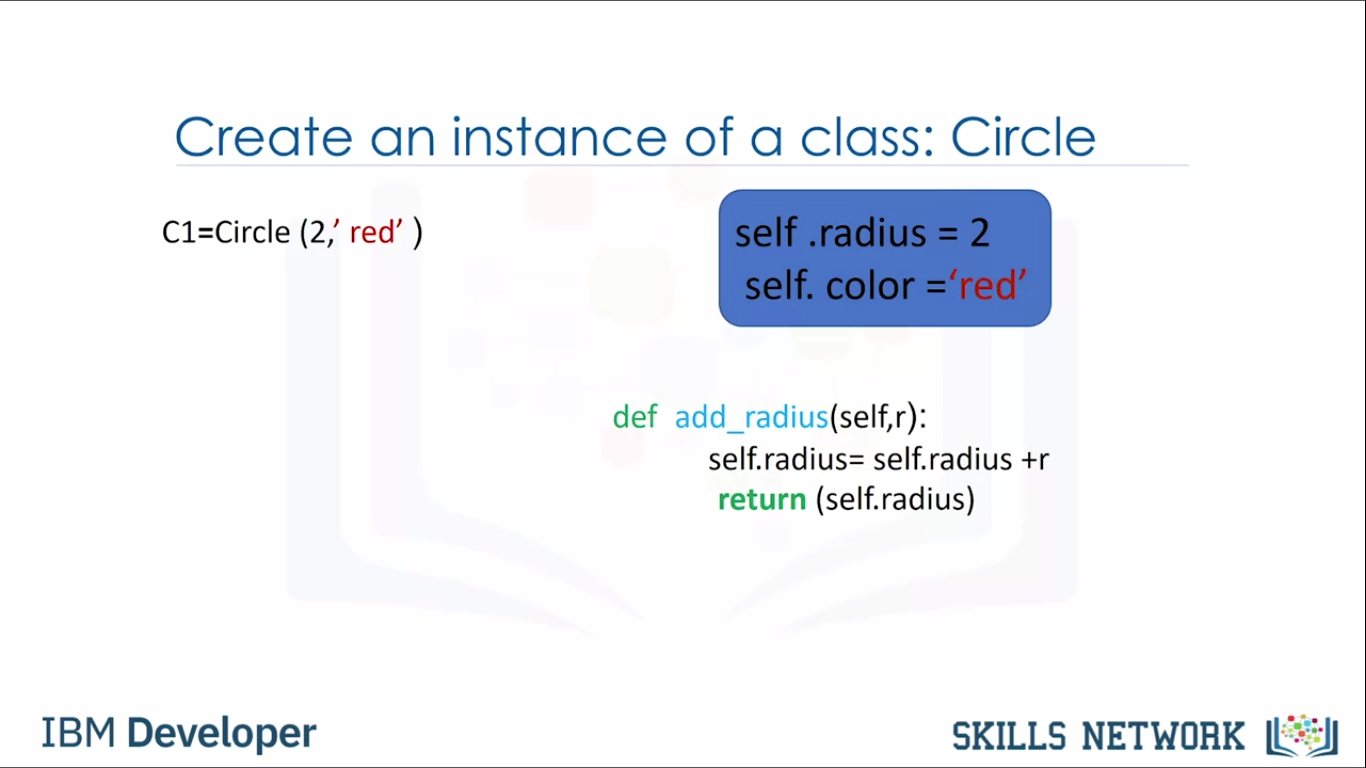 Create an instance of a class: Circle
C1=Circle (2,’ red’ )
self .radius = 2
self. color =‘red’
def add_radius(self,r):
self.radius= self.radius +r
return (self.radius)
IBM Developer
SKILLS NETWORK